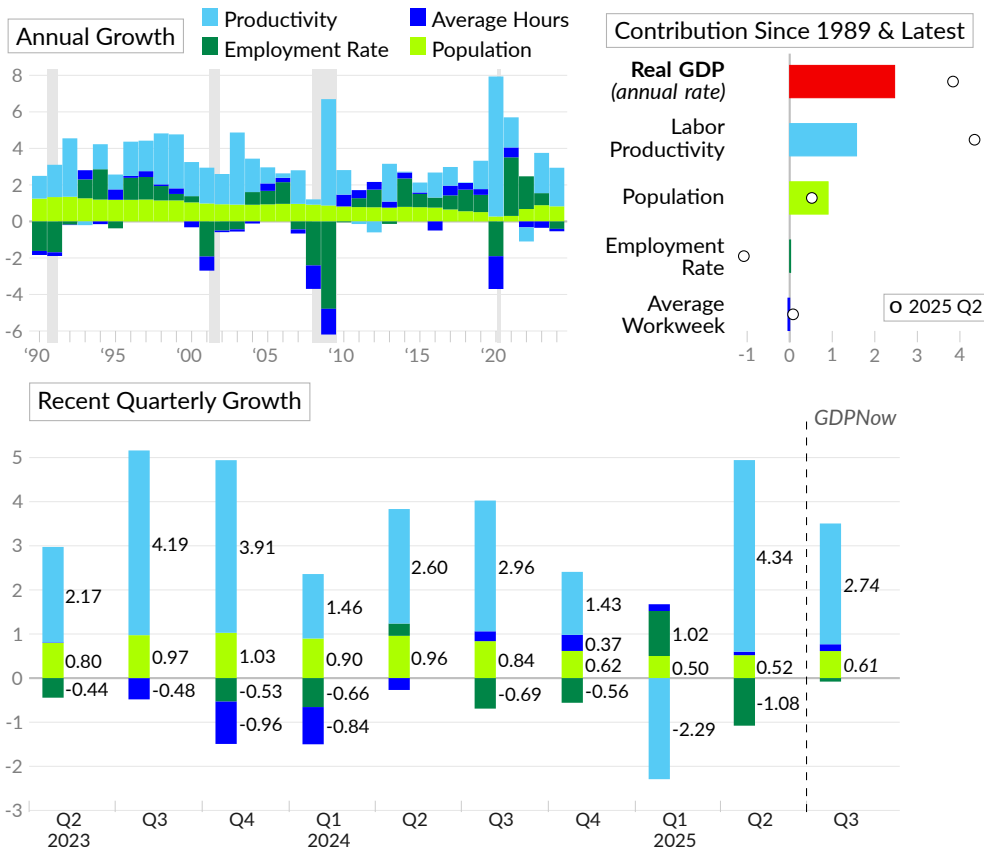 Annual Growth
Productivity
Average Hours
Employment Rate
Population
8
6
4
2
0
-2
-4
-6
'90
'95
'00
'05
'10
'15
'20
Contribution Since 1989 & Latest
Real GDP
(annual rate)
Labor
Productivity
Population
Employment
Rate
Average
Workweek
2025 Q2
-1
0
1
2
3
4
Recent Quarterly Growth
GDPNow
5
4
3
2
1
0
-1
-2
-3
2.17
0.80
-0.44
4.19
0.97
-0.48
3.91
1.03
-0.53
-0.96
1.46
0.90
-0.66
-0.84
2.60
0.96
2.96
0.84
-0.69
1.43
0.37
0.62
-0.56
1.02
0.50
-2.29
4.34
0.52
-1.08
2.74
0.61
Q2
2023
Q3
Q4
Q1
2024
Q2
Q3
Q4
Q1
2025
Q2
Q3